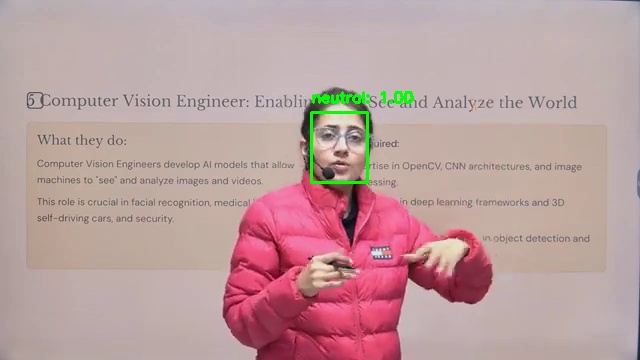 neutral: 1.00
5 Computer Vision Engineer: Enablin See and Analyze the World
What they do:
Computer Vision Engineers develop AI models that allow
machines to "see" and analyze images and videos.
This role is crucial in facial recognition, medical
self-driving cars, and security.
quired:
rtise in OpenCV, CNN architectures, and image
essing.
in deep learning frameworks and 3D
in object detection and